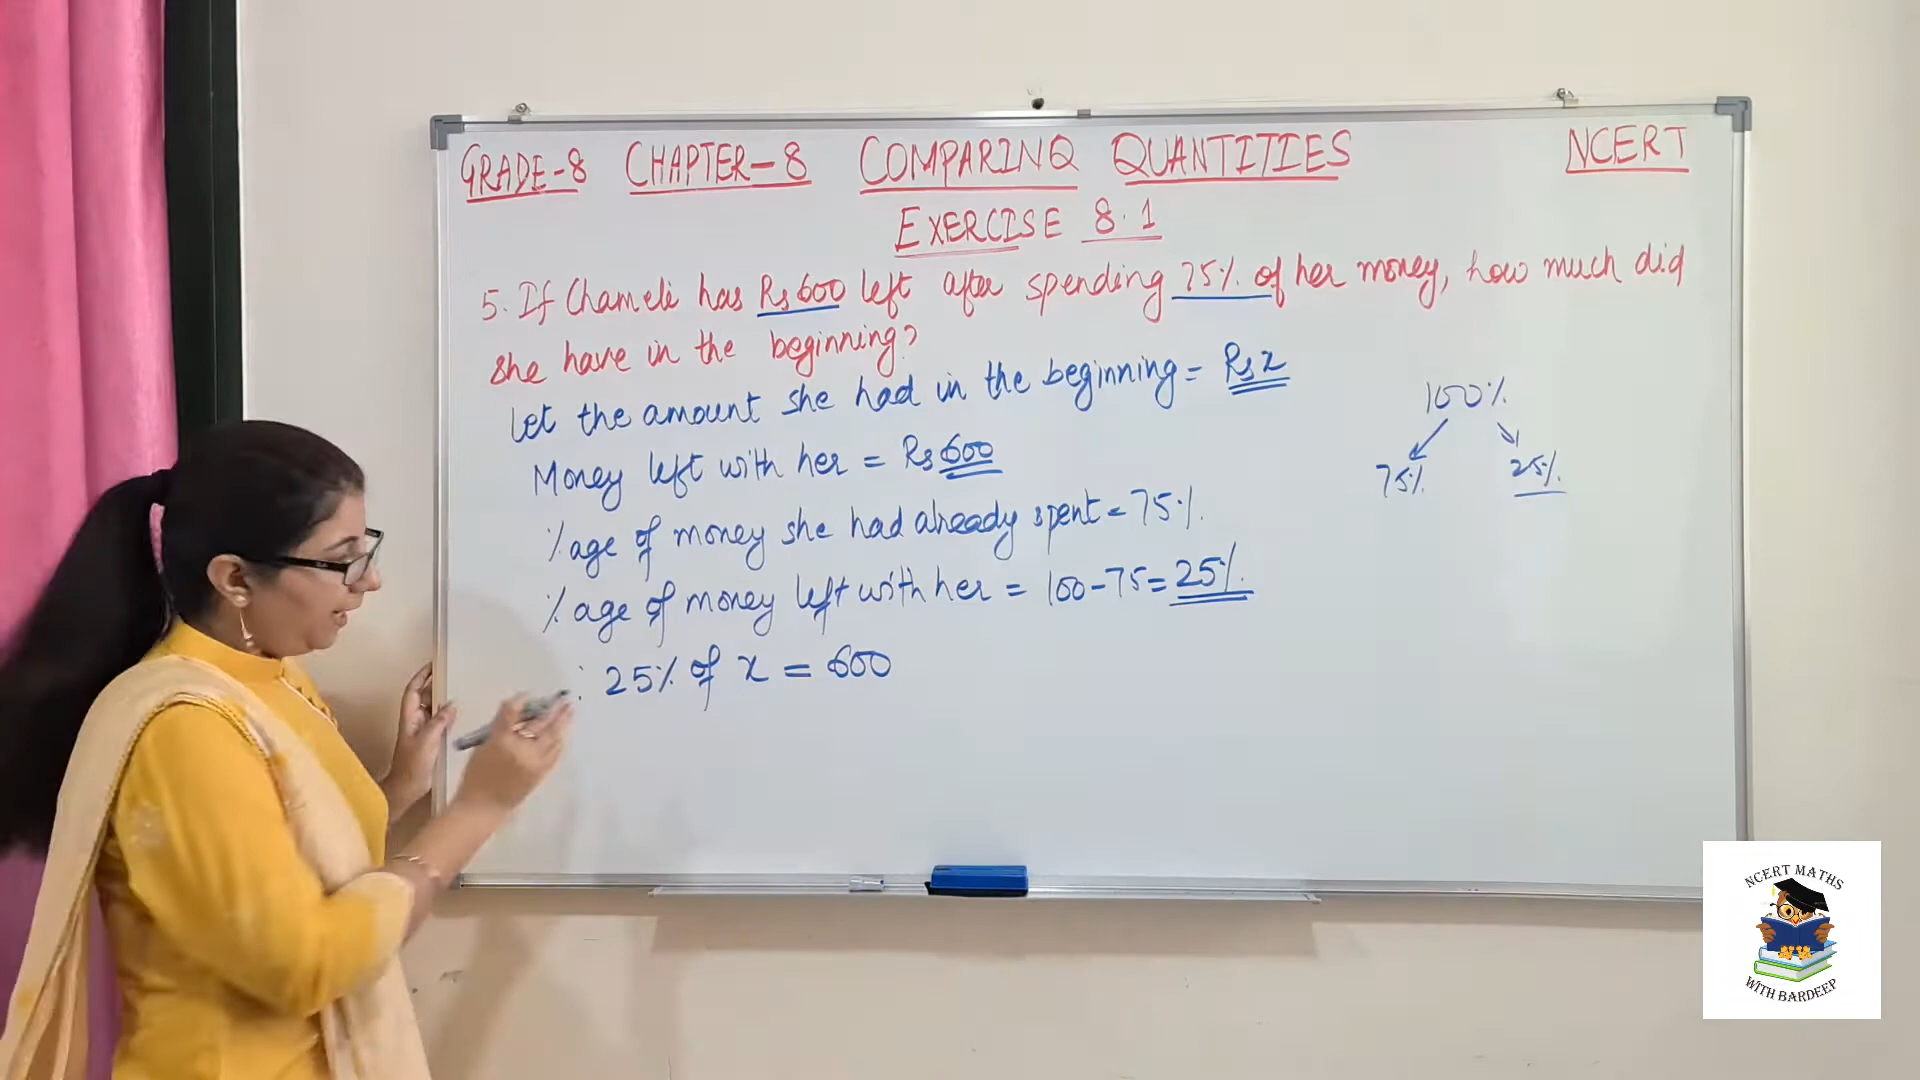 GRADE-8 CHAPTER-8 COMPARING QUANTITIES NCERT
EXERCISE 8.1
5. If Chameli has Rs600 left after spending 75% of her money, how much did
she have in the beginning?
Let the amount she had in the beginning = Rs x
Money left with her = Rs 600
%age of money she had already spent = 75%.
%age of money left with her = 100-75 = 25%
∴ 25% of x = 600
100%
75% 25%
NCERT MATHS
WITH BARDEEP